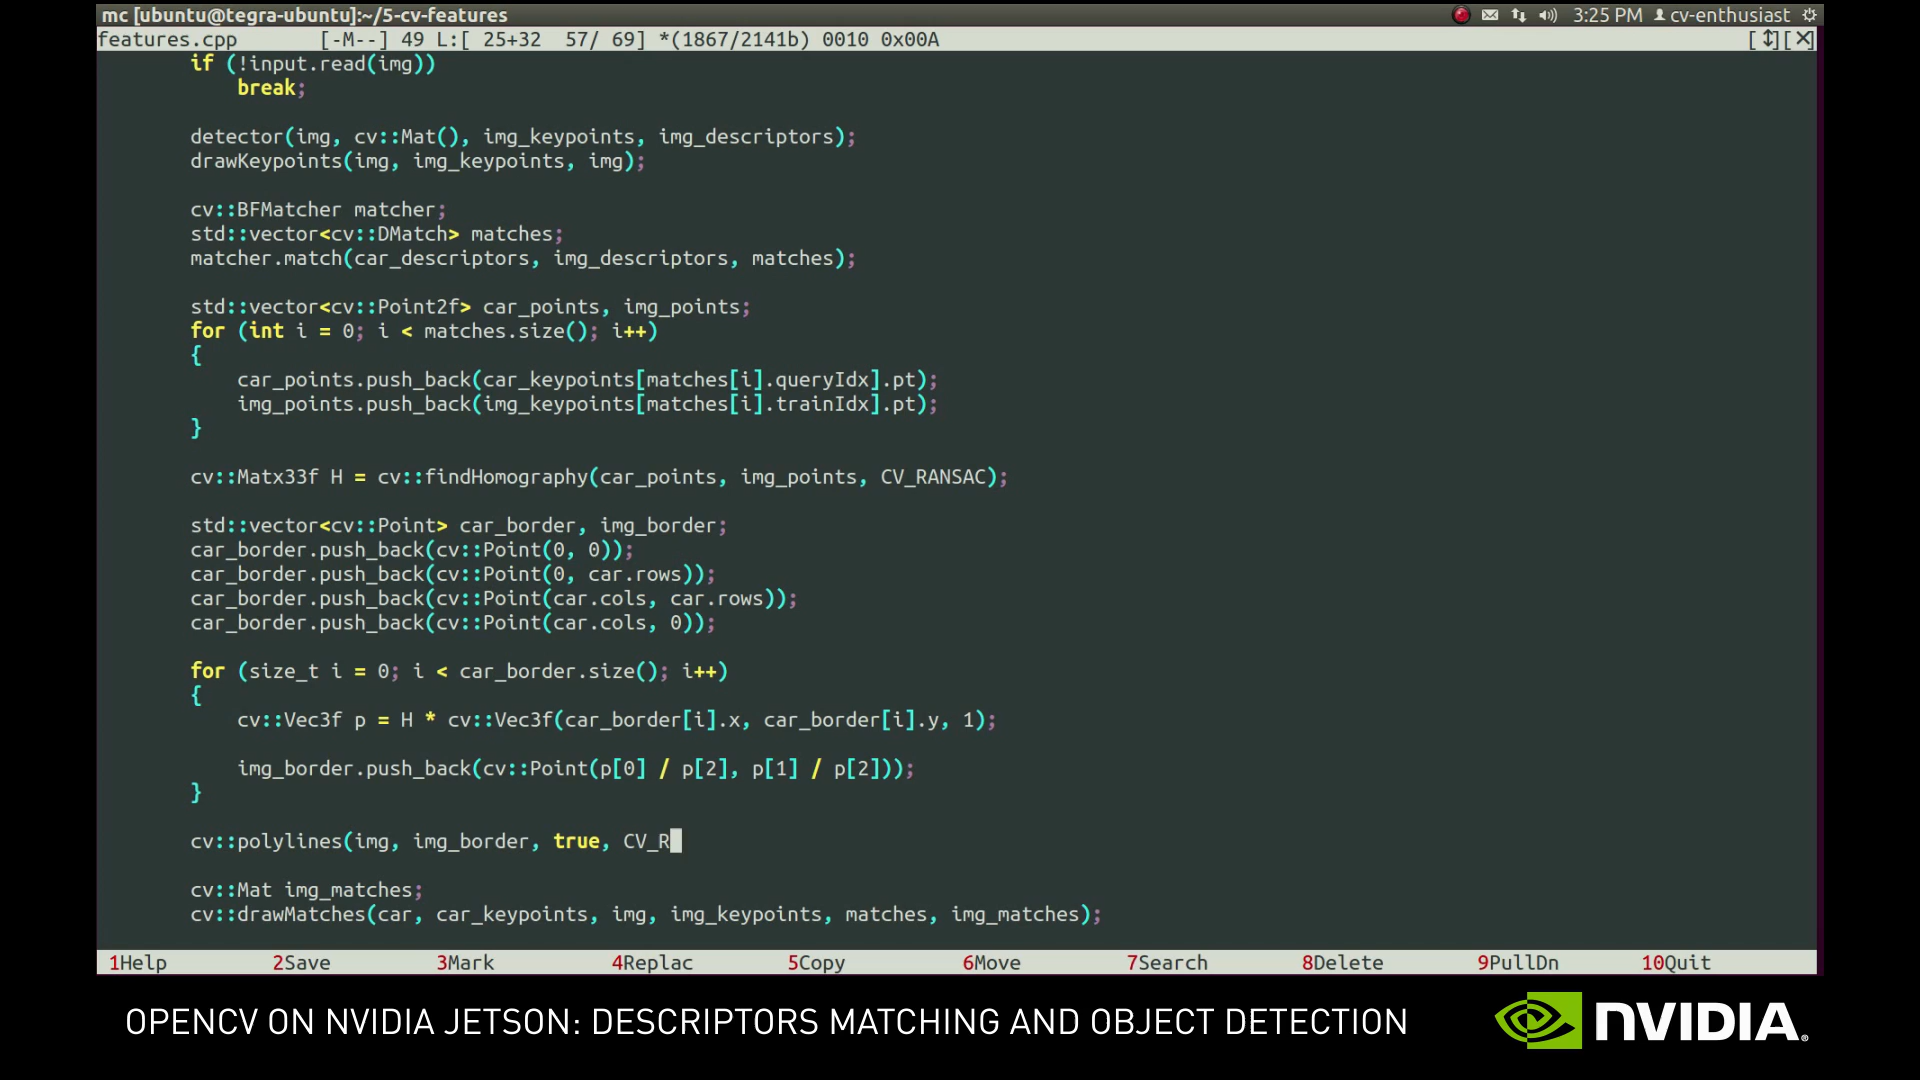 mc [ubuntu@tegra-ubuntu]:~/5-cv-features 3:25 PM cv-enthusiast
features.cpp [-M--] 49 L:[ 25+32 57/ 69] *(1867/2141b) 0010 0x00A
if (!input.read(img))
break;
detector(img, cv::Mat(), img_keypoints, img_descriptors);
drawKeypoints(img, img_keypoints, img);
cv::BFMatcher matcher;
std::vector<cv::DMatch> matches;
matcher.match(car_descriptors, img_descriptors, matches);
std::vector<cv::Point2f> car_points, img_points;
for (int i = 0; i < matches.size(); i++)
{
car_points.push_back(car_keypoints[matches[i].queryIdx].pt);
img_points.push_back(img_keypoints[matches[i].trainIdx].pt);
}
cv::Matx33f H = cv::findHomography(car_points, img_points, CV_RANSAC);
std::vector<cv::Point> car_border, img_border;
car_border.push_back(cv::Point(0, 0));
car_border.push_back(cv::Point(0, car.rows));
car_border.push_back(cv::Point(car.cols, car.rows));
car_border.push_back(cv::Point(car.cols, 0));
for (size_t i = 0; i < car_border.size(); i++)
{
cv::Vec3f p = H * cv::Vec3f(car_border[i].x, car_border[i].y, 1);
img_border.push_back(cv::Point(p[0] / p[2], p[1] / p[2]));
}
cv::polylines(img, img_border, true, CV_R
cv::Mat img_matches;
cv::drawMatches(car, car_keypoints, img, img_keypoints, matches, img_matches);
1Help 2Save 3Mark 4Replac 5Copy 6Move 7Search 8Delete 9PullDn 10Quit
OPENCV ON NVIDIA JETSON: DESCRIPTORS MATCHING AND OBJECT DETECTION
NVIDIA.